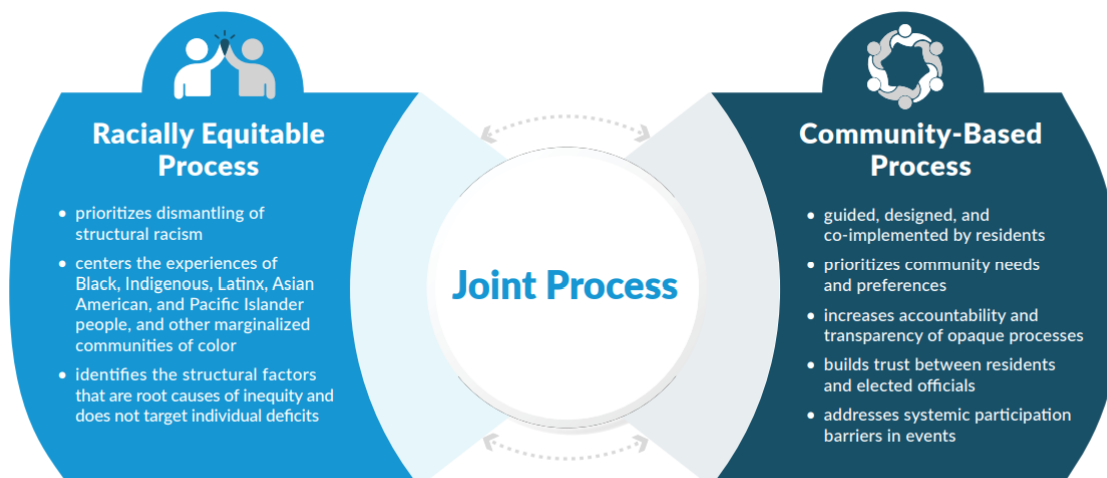 Racially Equitable
Process
• prioritizes dismantling of
structural racism
• centers the experiences of
Black, Indigenous, Latinx, Asian
American, and Pacific Islander
people, and other marginalized
communities of color
• identifies the structural factors
that are root causes of inequity and
does not target individual deficits
Joint Process
Community-Based
Process
• guided, designed, and
co-implemented by residents
• prioritizes community needs
and preferences
• increases accountability and
transparency of opaque processes
• builds trust between residents
and elected officials
• addresses systemic participation
barriers in events